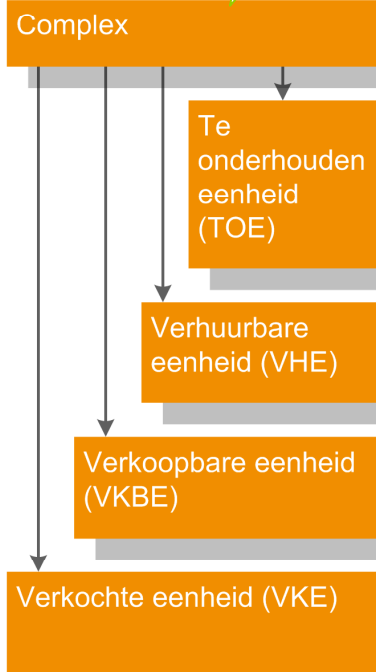 Complex
Te
onderhouden
eenheid
(TOE)
Verhuurbare
eenheid (VHE)
Verkoopbare eenheid
(VKBE)
Verkochte eenheid (VKE)